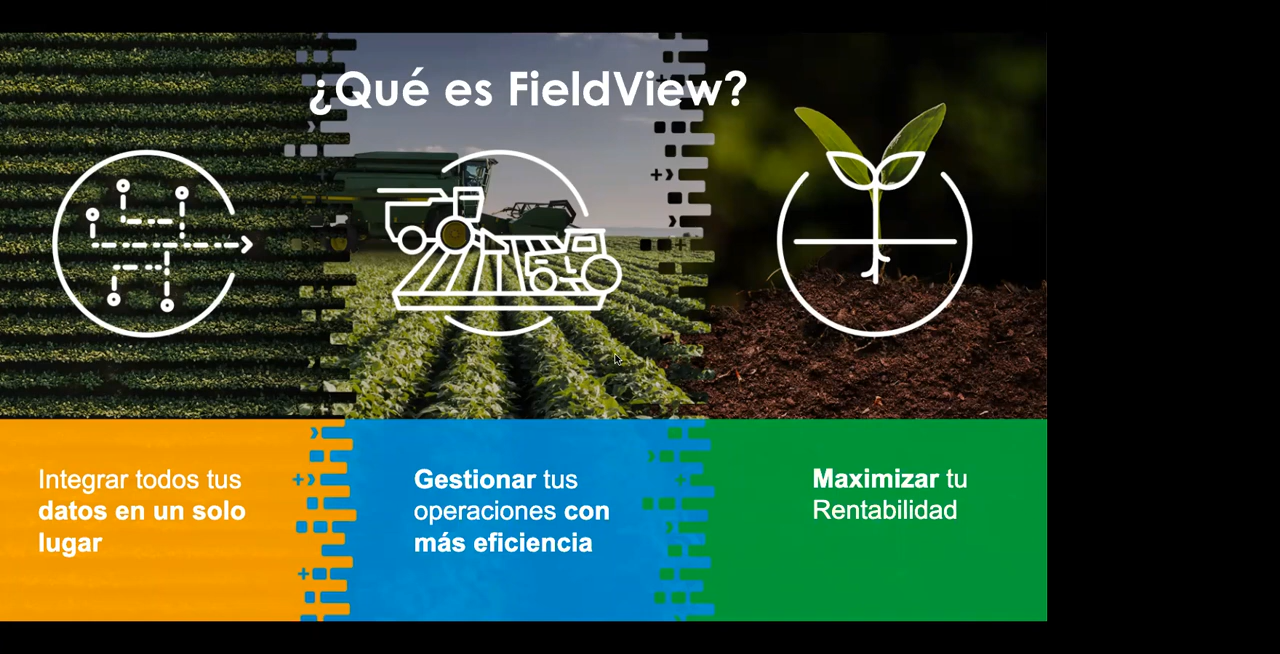 ¿Qué es FieldView?
Integrar todos tus
datos en un solo
lugar
Gestionar tus
operaciones con
más eficiencia
Maximizar tu
Rentabilidad